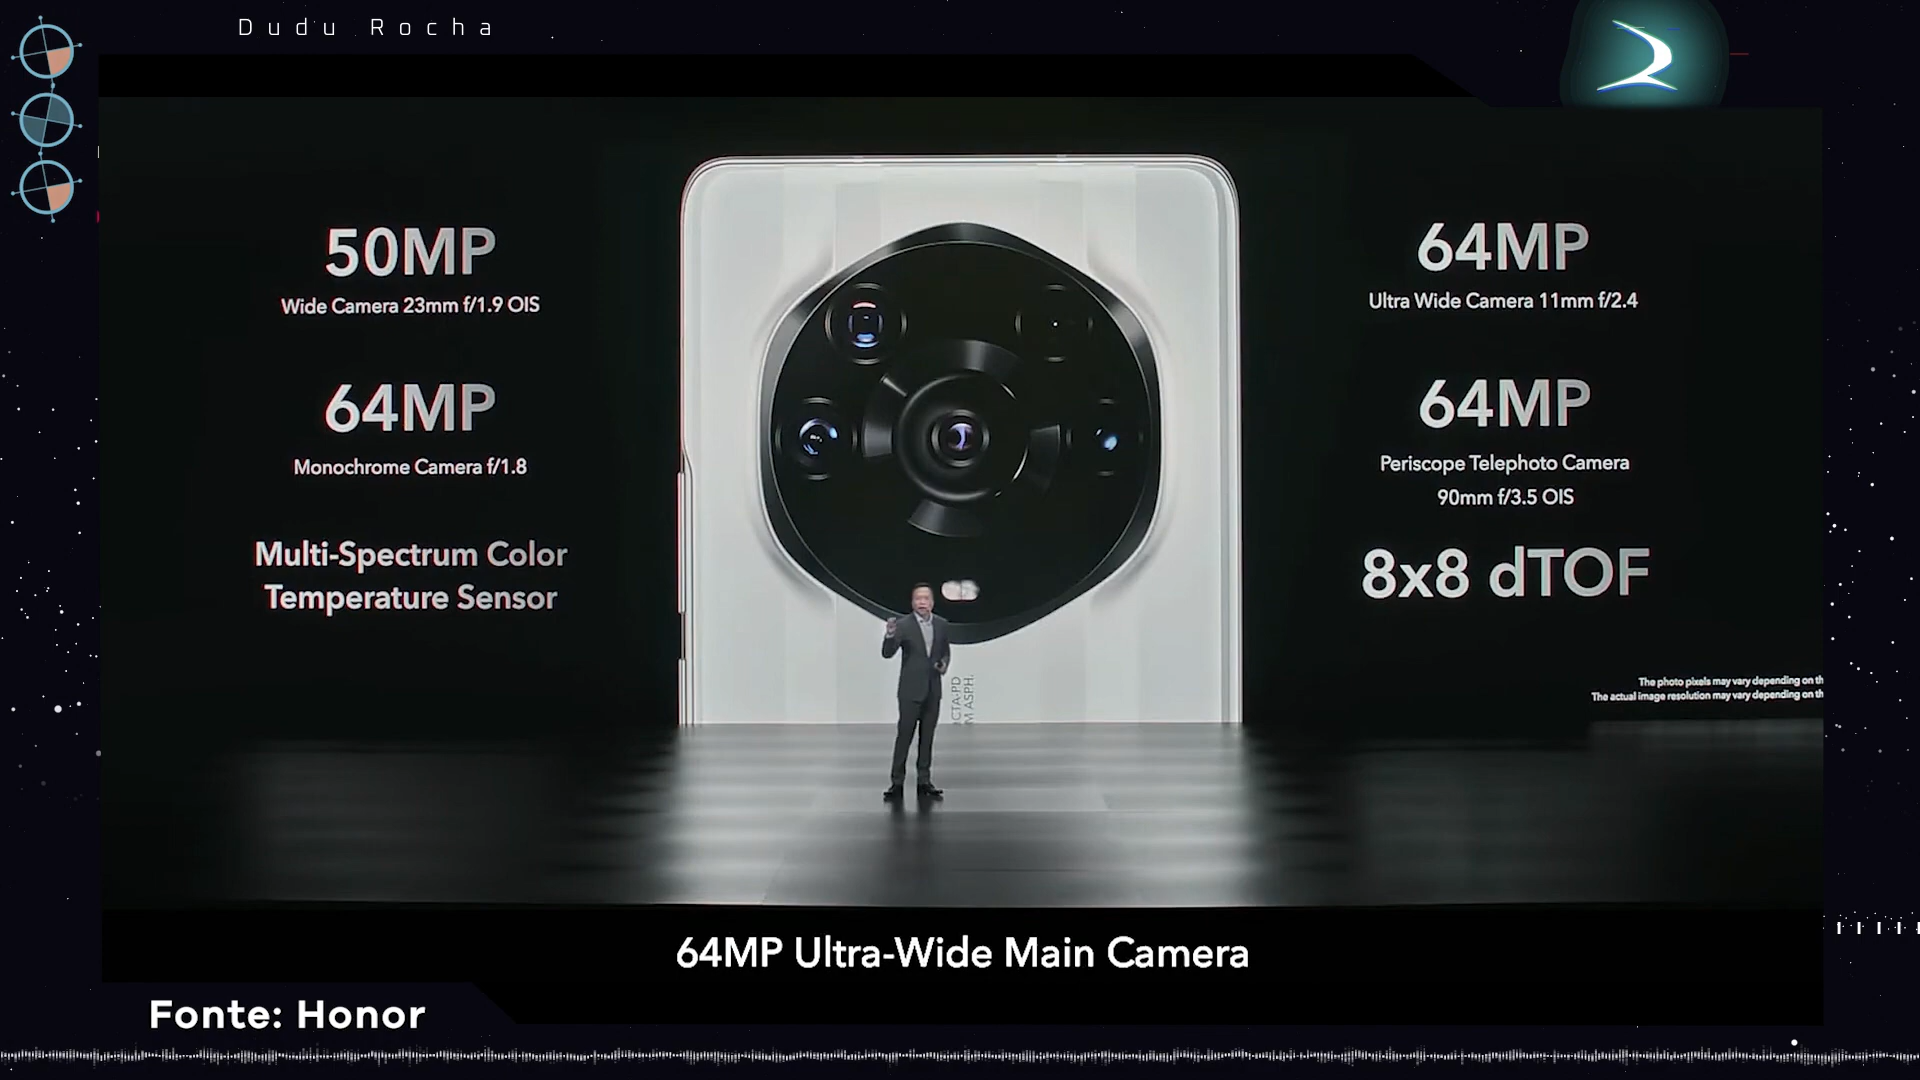 Dudu Rocha
50MP
Wide Camera 23mm f/1.9 OIS
64MP
Monochrome Camera f/1.8
Multi-Spectrum Color
Temperature Sensor
64MP
Ultra Wide Camera 11mm f/2.4
64MP
Periscope Telephoto Camera
90mm f/3.5 OIS
8x8 dTOF
The photo pixels may vary depending on th
The actual image resolution may vary depending on th
CTA-PD
M ASPH.
64MP Ultra-Wide Main Camera
Fonte: Honor